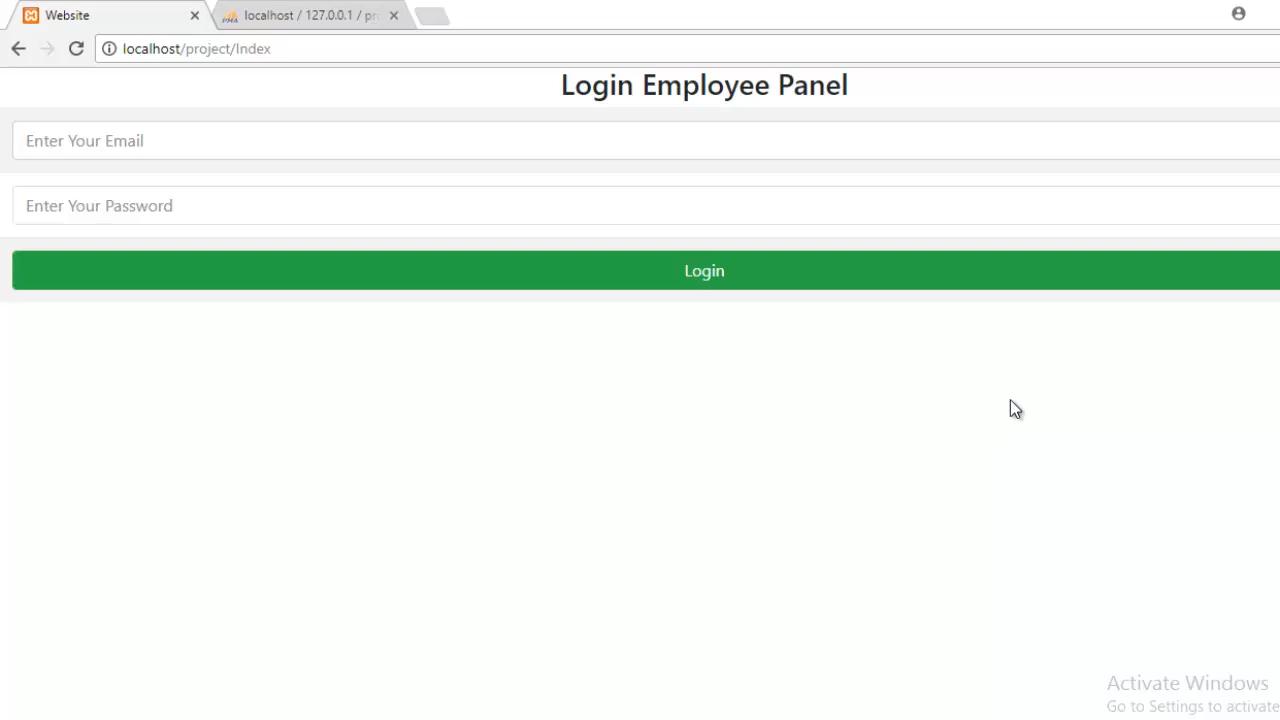 Website
localhost / 127.0.0.1 / pr
localhost/project/Index
Login Employee Panel
Enter Your Email
Enter Your Password
Login
Activate Windows
Go to Settings to activate